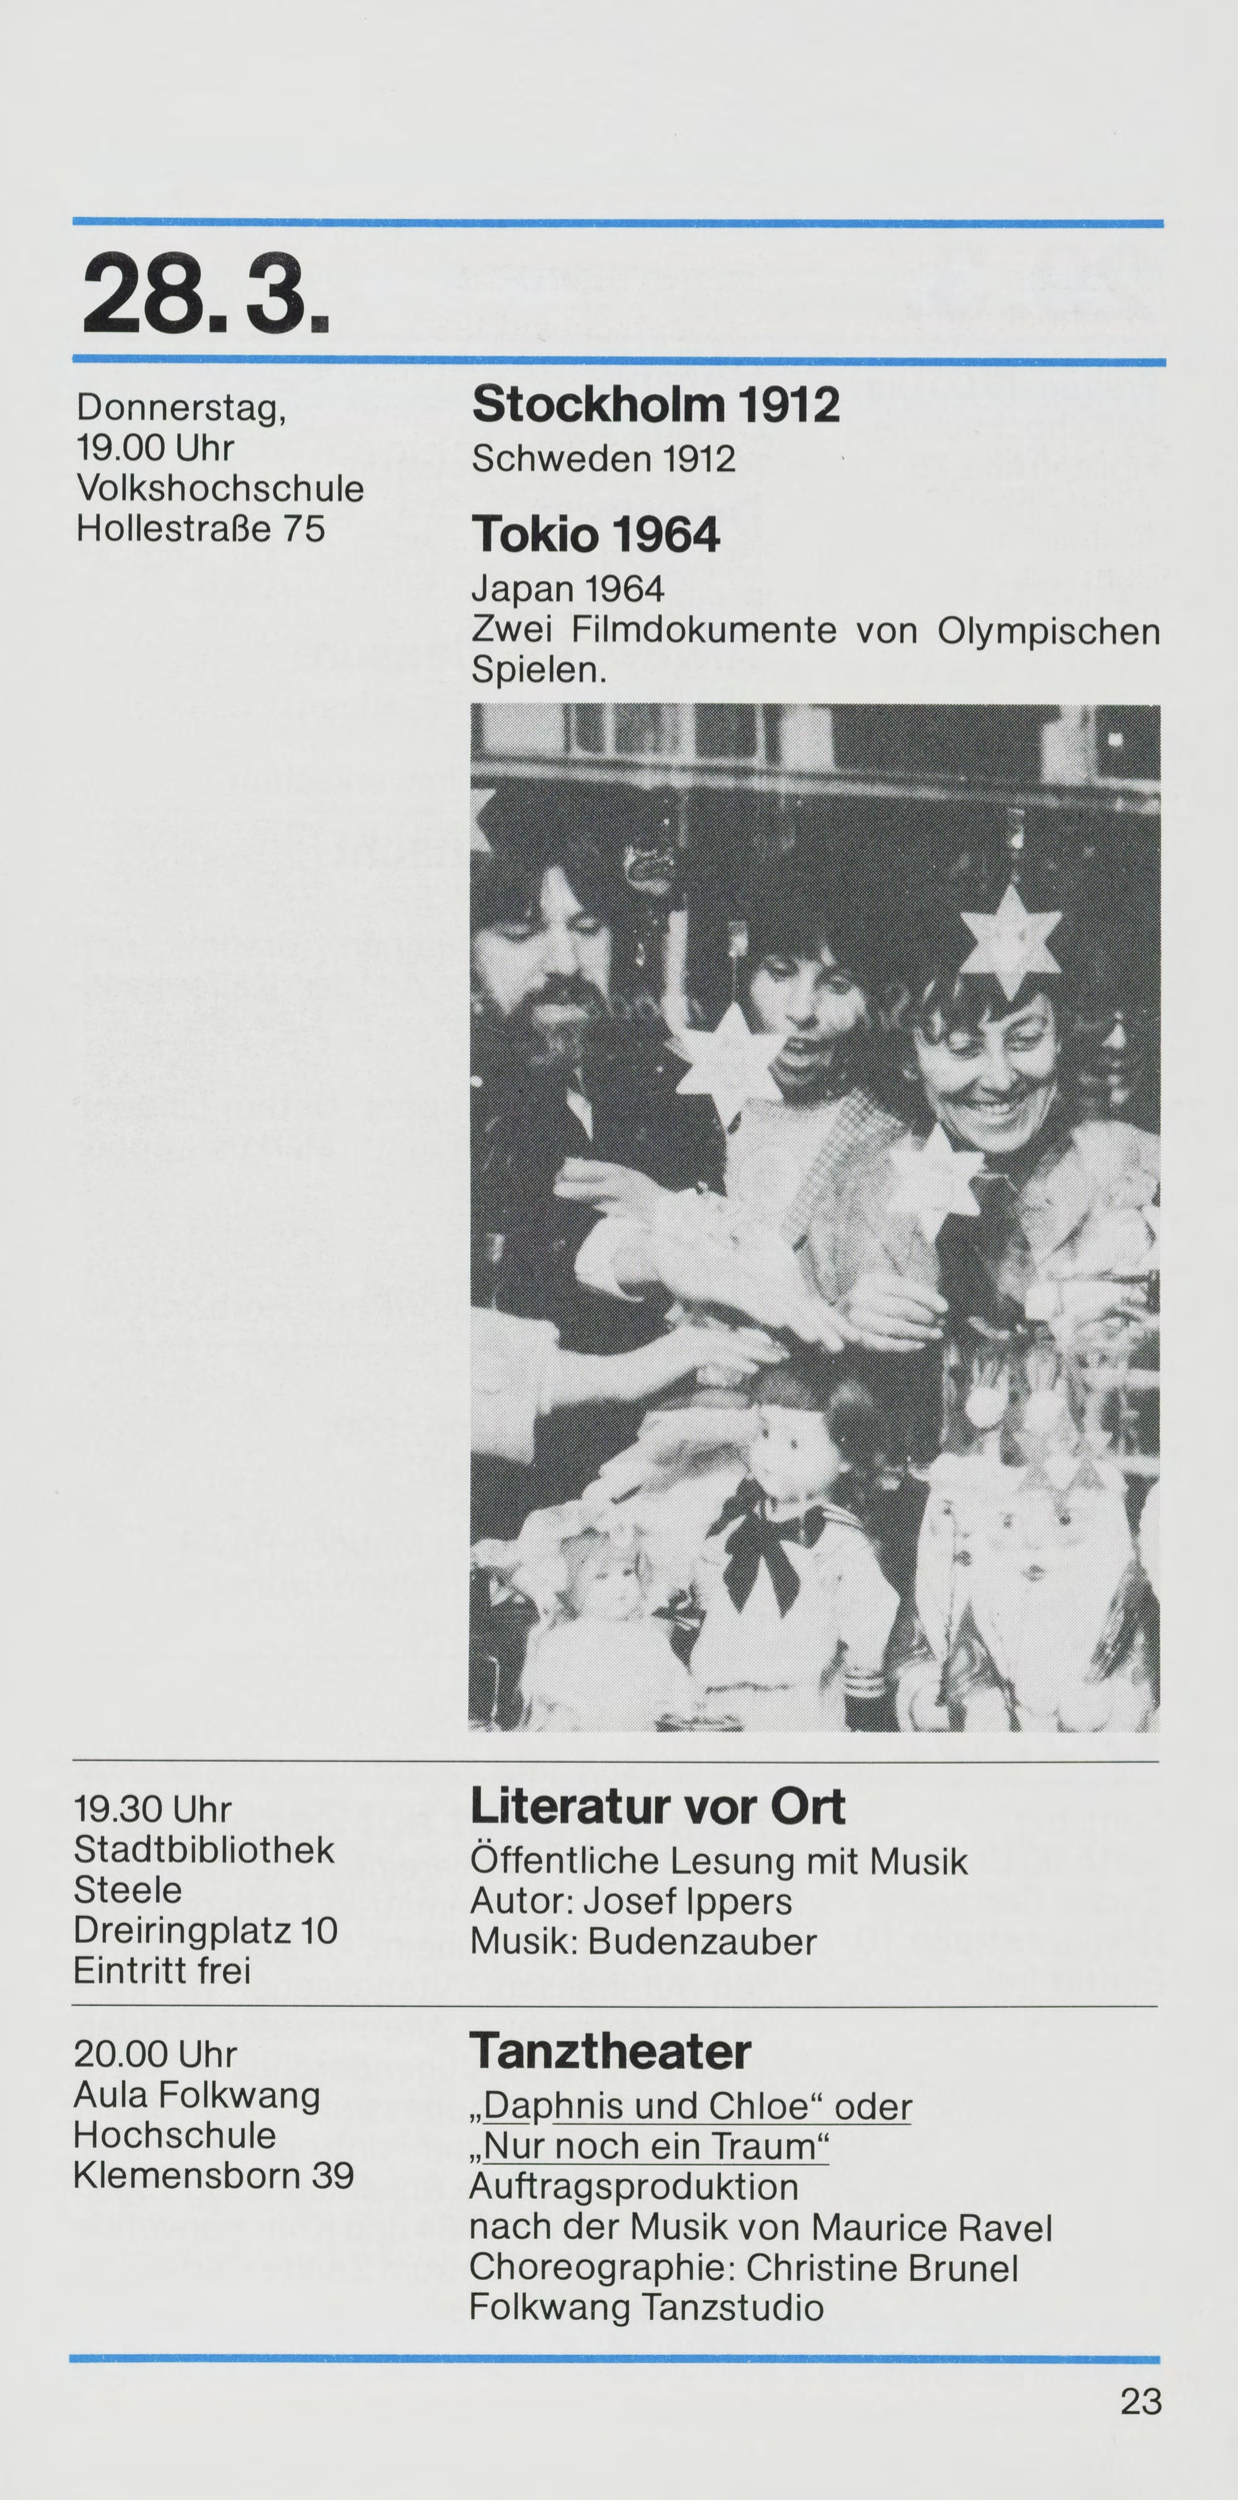 28. 3.
Donnerstag,
19.00 Uhr
Volkshochschule
Hollestraße 75
Stockholm 1912
Schweden 1912
Tokio 1964
Japan 1964
Zwei Filmdokumente von Olympischen
Spielen.
19.30 Uhr
Stadtbibliothek
Steele
Dreiringplatz 10
Eintritt frei
Literatur vor Ort
Öffentliche Lesung mit Musik
Autor: Josef Ippers
Musik: Budenzauber
20.00 Uhr
Aula Folkwang
Hochschule
Klemensborn 39
Tanztheater
„Daphnis und Chloe“ oder
„Nur noch ein Traum“
Auftragsproduktion
nach der Musik von Maurice Ravel
Choreographie: Christine Brunel
Folkwang Tanzstudio
23